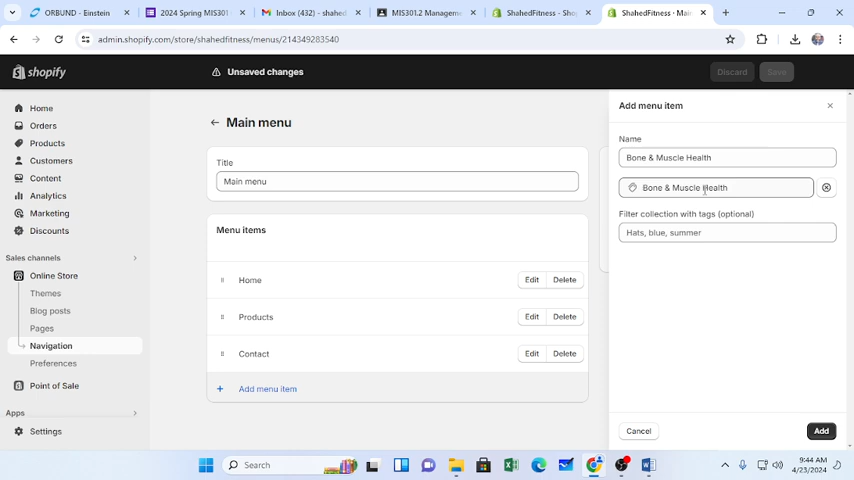 ORBUND - Einstein
2024 Spring MIS301
Inbox (432) - shahed
MIS301.2 Manageme
ShahedFitness - Sho
ShahedFitness · Mai
admin.shopify.com/store/shahedfitness/menus/214349283540
shopify
Unsaved changes
Discard
Save
Home
Orders
Products
Customers
Content
Analytics
Marketing
Discounts
Sales channels
Online Store
Themes
Blog posts
Pages
Navigation
Preferences
Point of Sale
Apps
Settings
Main menu
Title
Main menu
Menu items
Home
Edit
Delete
Products
Edit
Delete
Contact
Edit
Delete
Add menu item
Add menu item
Name
Bone & Muscle Health
Bone & Muscle Health
Filter collection with tags (optional)
Hats, blue, summer
Cancel
Add
Search
9:44 AM
4/23/2024